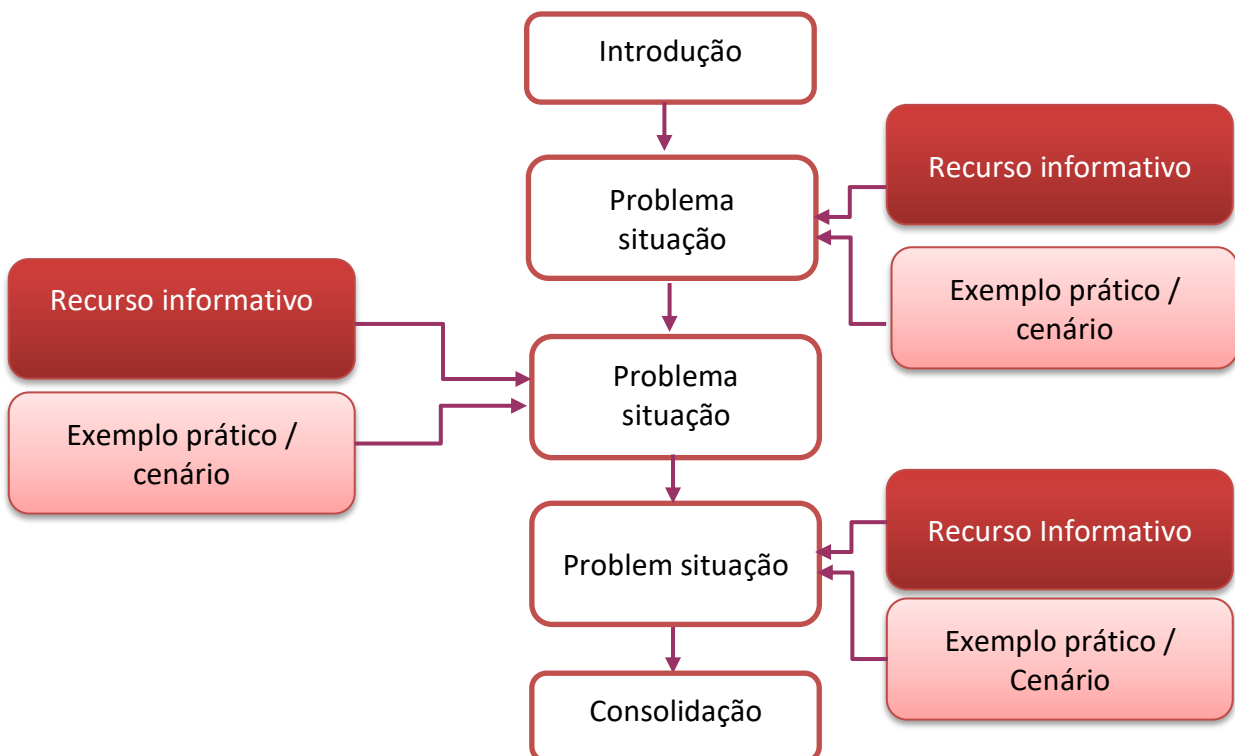 Introdução
Recurso informativo
Problema
situação
Exemplo prático /
cenário
Recurso informativo
Problema
situação
Exemplo prático /
cenário
Recurso Informativo
Problem situação
Exemplo prático /
Cenário
Consolidação